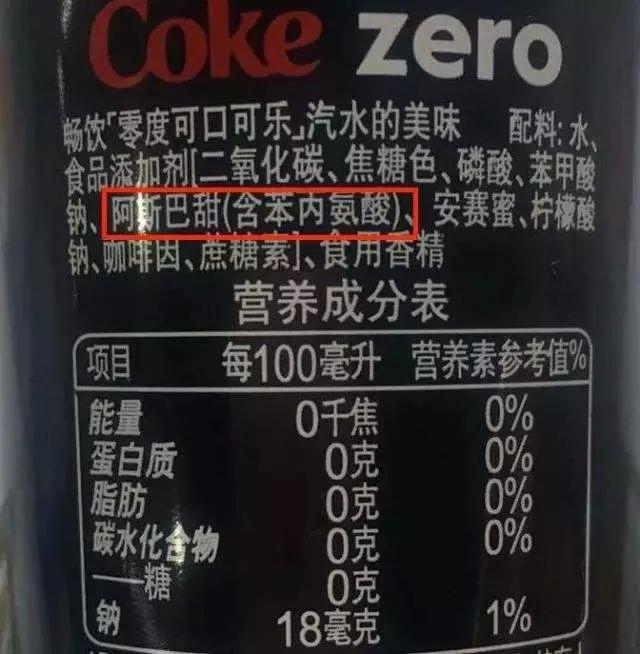 Coke zero
畅饮「零度可口可乐」汽水的美味 配料:水、
食品添加剂[二氧化碳、焦糖色、磷酸、苯甲酸
钠、阿斯巴甜(含苯丙氨酸)、安赛蜜、柠檬酸
钠、咖啡因、蔗糖素]、食用香精
营养成分表
项目 每100毫升 营养素参考值%
能量 0千焦 0%
蛋白质 0克 0%
脂肪 0克 0%
碳水化合物 0克 0%
——糖 0克
钠 18毫克 1%